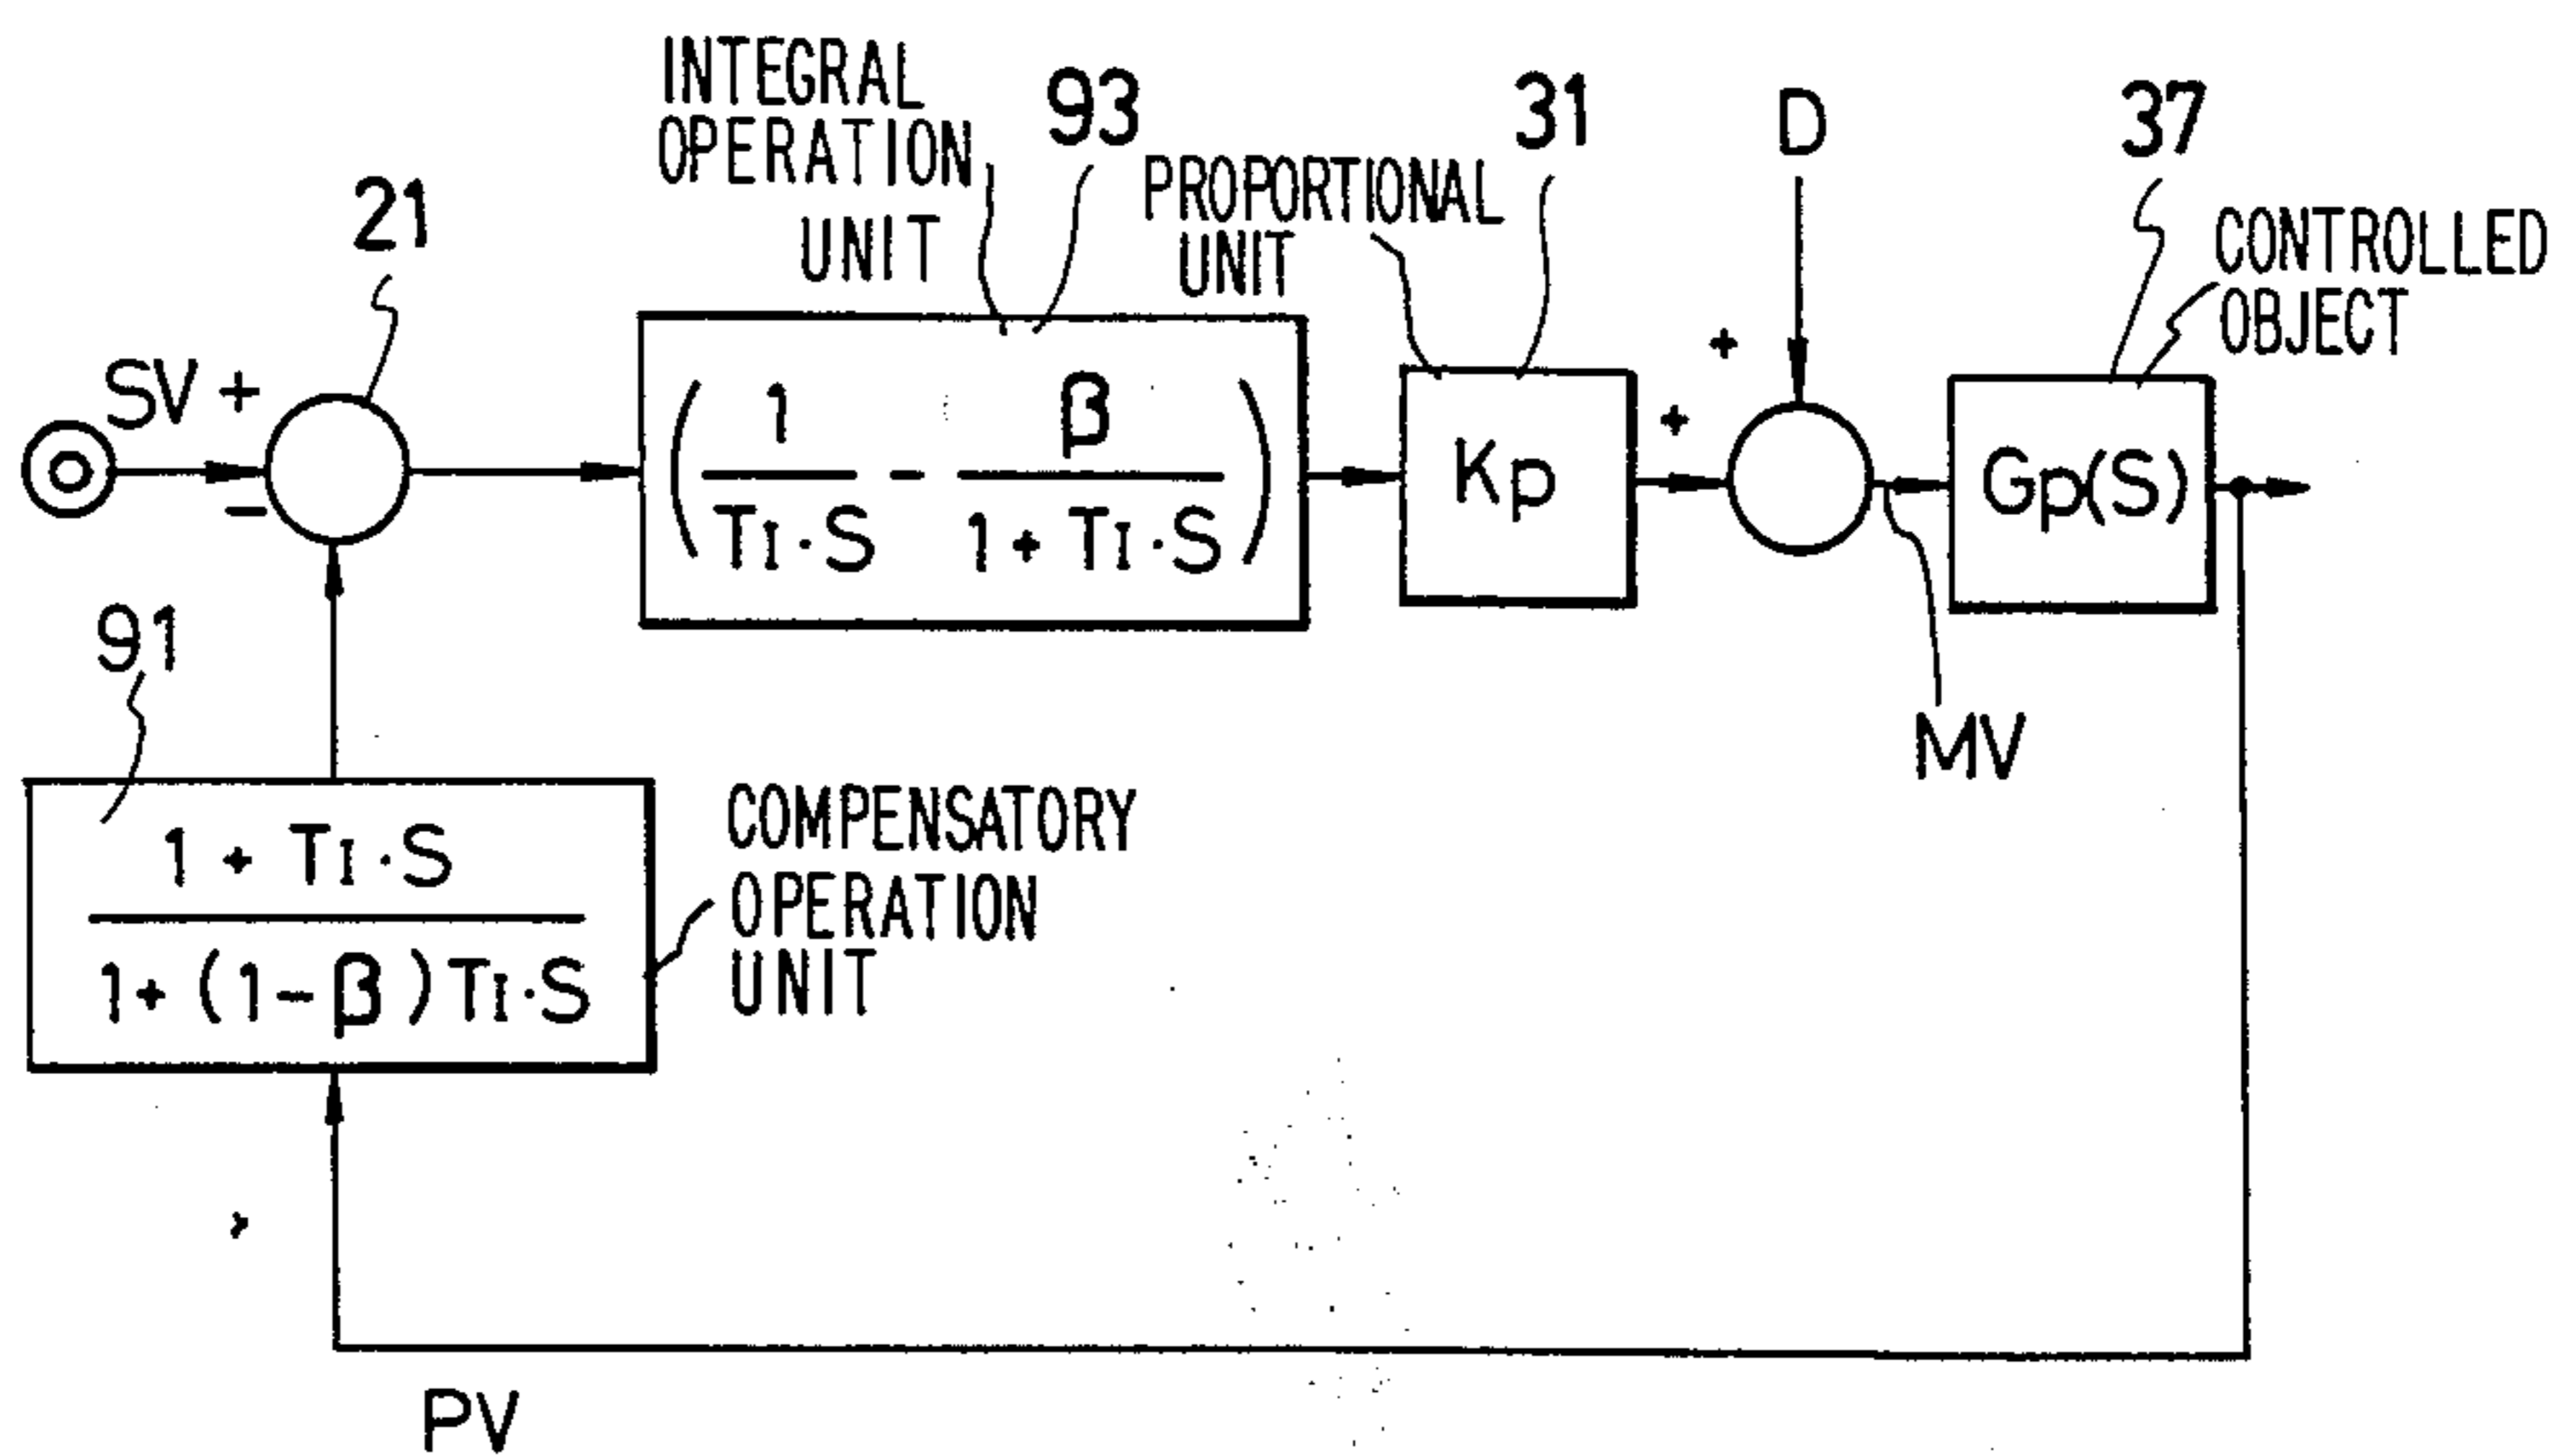 INTEGRAL
OPERATION
UNIT
93
21
PROPORTIONAL
UNIT
31
D
37
CONTROLLED
OBJECT
SV
+
−
(1/TI·S − β/1+TI·S)
Kp
+
+
Gp(S)
MV
91
1+TI·S
1+(1-β)TI·S
COMPENSATORY
OPERATION
UNIT
PV